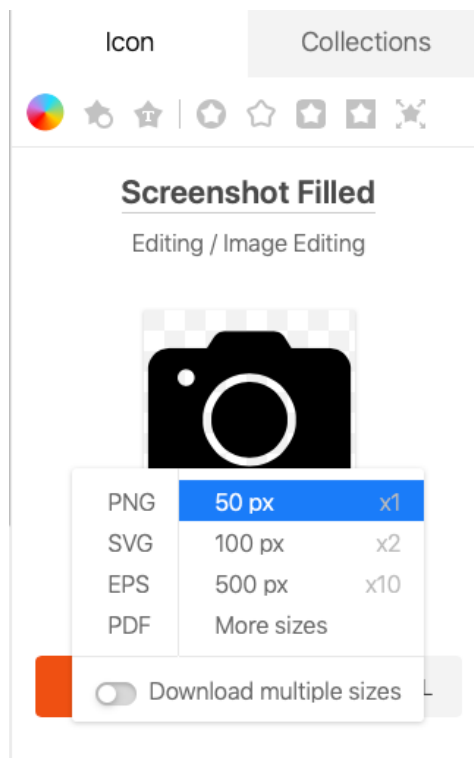 Icon Collections
T
Screenshot Filled
Editing / Image Editing
PNG 50 px x1
SVG 100 px x2
EPS 500 px x10
PDF More sizes
Download multiple sizes
L